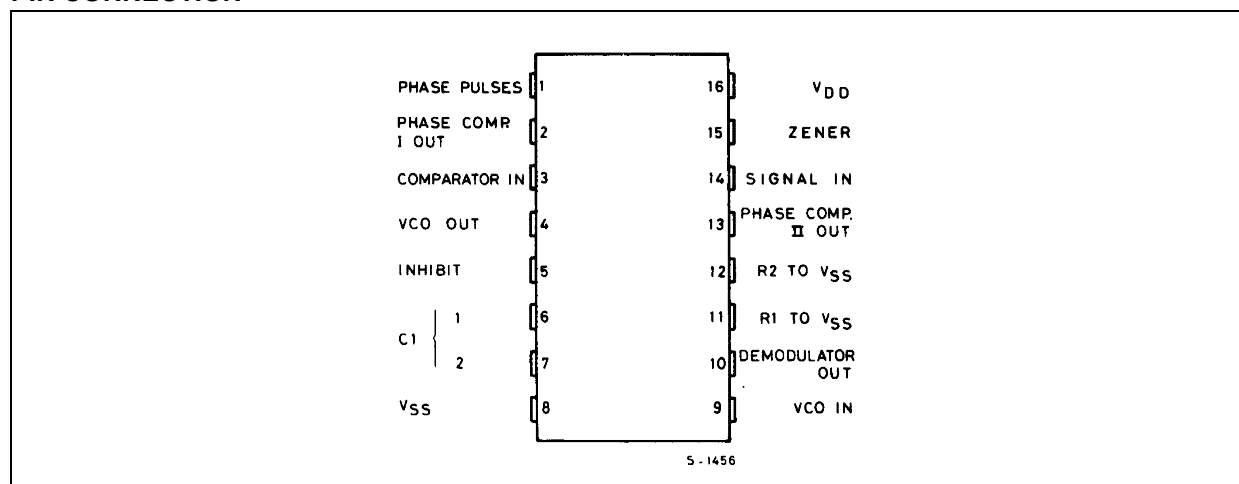 PHASE PULSES 1
PHASE COMP. I OUT 2
COMPARATOR IN 3
VCO OUT 4
INHIBIT 5
C1 1 6
2 7
VSS 8
16 VDD
15 ZENER
14 SIGNAL IN
13 PHASE COMP. II OUT
12 R2 TO VSS
11 R1 TO VSS
10 DEMODULATOR OUT
9 VCO IN
S-1456